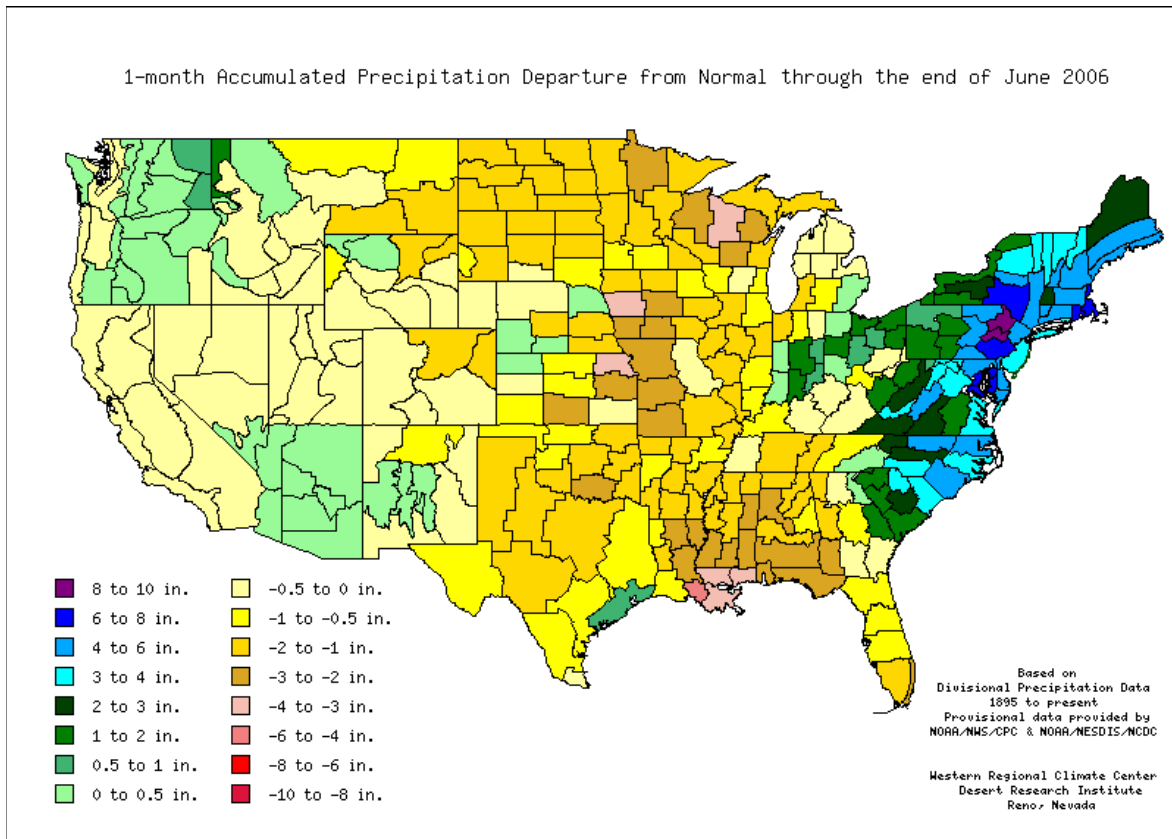 1-month Accumulated Precipitation Departure from Normal through the end of June 2006
8 to 10 in.
6 to 8 in.
4 to 6 in.
3 to 4 in.
2 to 3 in.
1 to 2 in.
0.5 to 1 in.
0 to 0.5 in.
-0.5 to 0 in.
-1 to -0.5 in.
-2 to -1 in.
-3 to -2 in.
-4 to -3 in.
-6 to -4 in.
-8 to -6 in.
-10 to -8 in.
Based on
Divisional Precipitation Data
1895 to present
Provisional data provided by
NOAA/NWS/CPC & NOAA/NESDIS/NCDC
Western Regional Climate Center
Desert Research Institute
Reno, Nevada